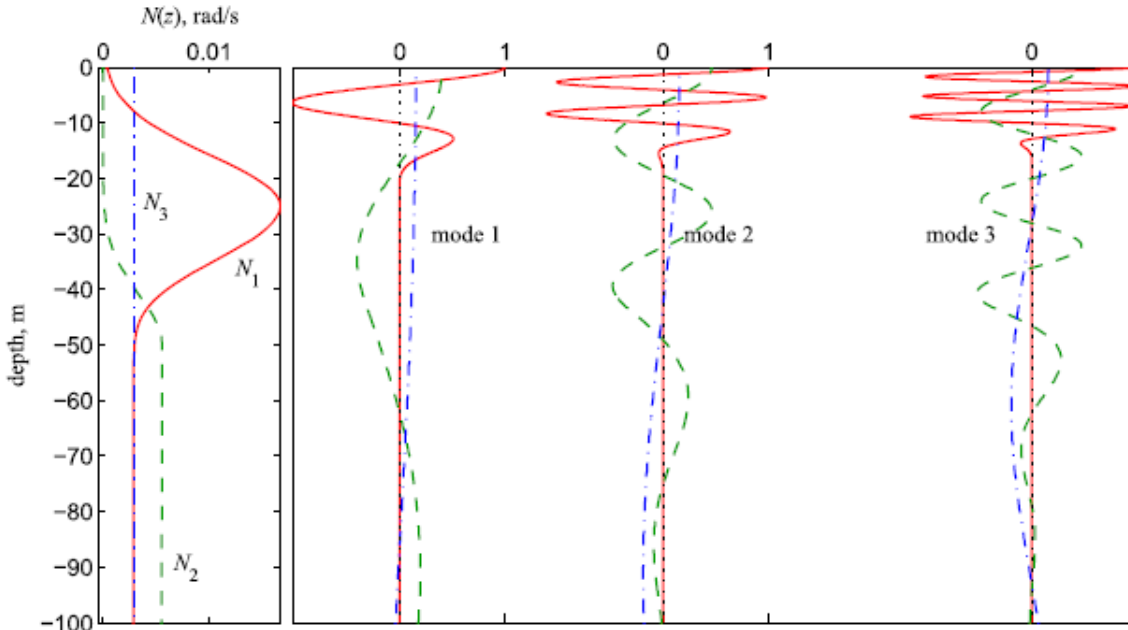 N(z), rad/s
0 0.01 0 1 0 1 0
0
−10
−20
−30
−40
−50
−60
−70
−80
−90
−100
depth, m
N3
N1
N2
mode 1
mode 2
mode 3